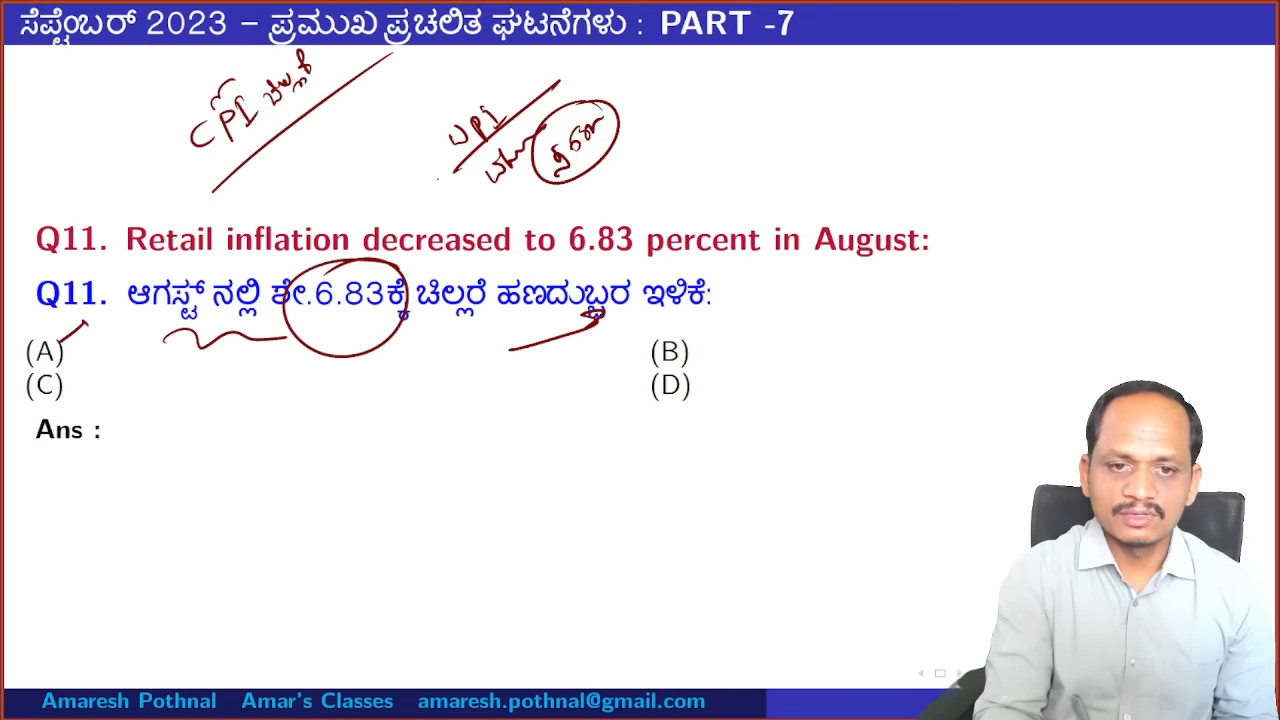 ಸೆಪ್ಟೆಂಬರ್ 2023 – ಪ್ರಮುಖ ಪ್ರಚಲಿತ ಘಟನೆಗಳು : PART -7
CPI ಚಿಲ್ಲರೆ
Q11. Retail inflation decreased to 6.83 percent in August:
Q11. ಆಗಸ್ಟ್ ನಲ್ಲಿ ಶೇ.6.83ಕ್ಕೆ ಚಿಲ್ಲರೆ ಹಣದುಬ್ಬರ ಇಳಿಕೆ:
(A) (B)
(C) (D)
Ans :
Amaresh Pothnal Amar's Classes amaresh.pothnal@gmail.com